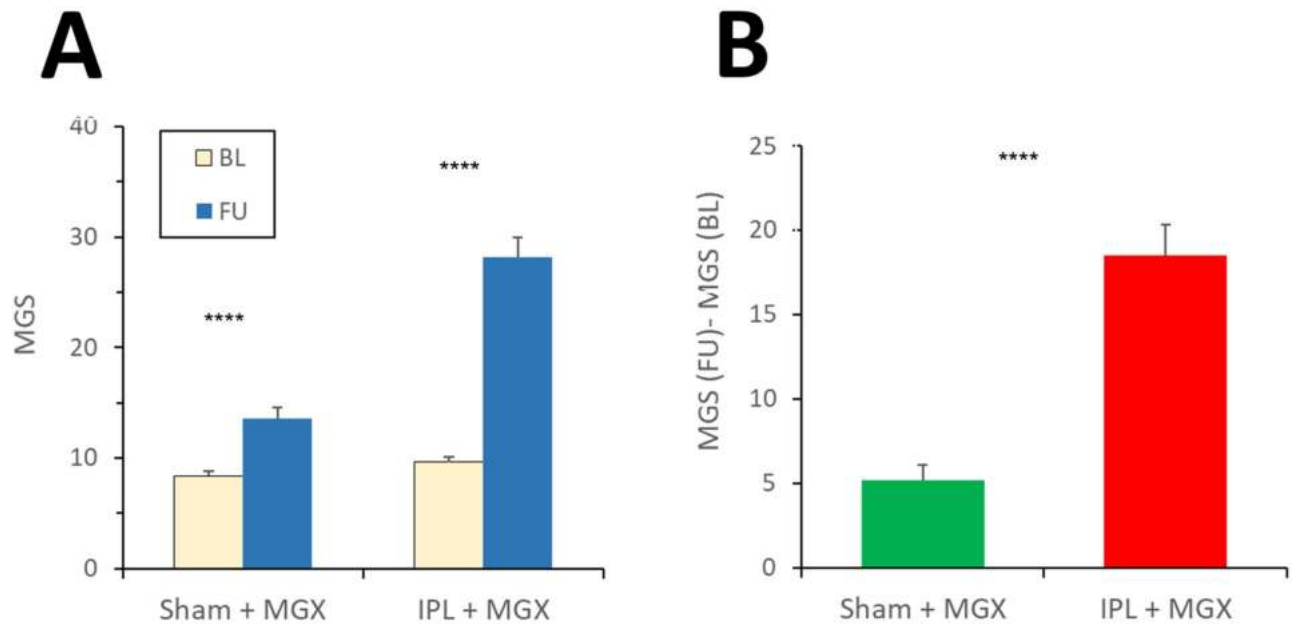 A
B
40
30
20
10
0
MGS
BL
FU
****
****
Sham + MGX
IPL + MGX
25
20
15
10
5
0
MGS (FU)- MGS (BL)
****
Sham + MGX
IPL + MGX